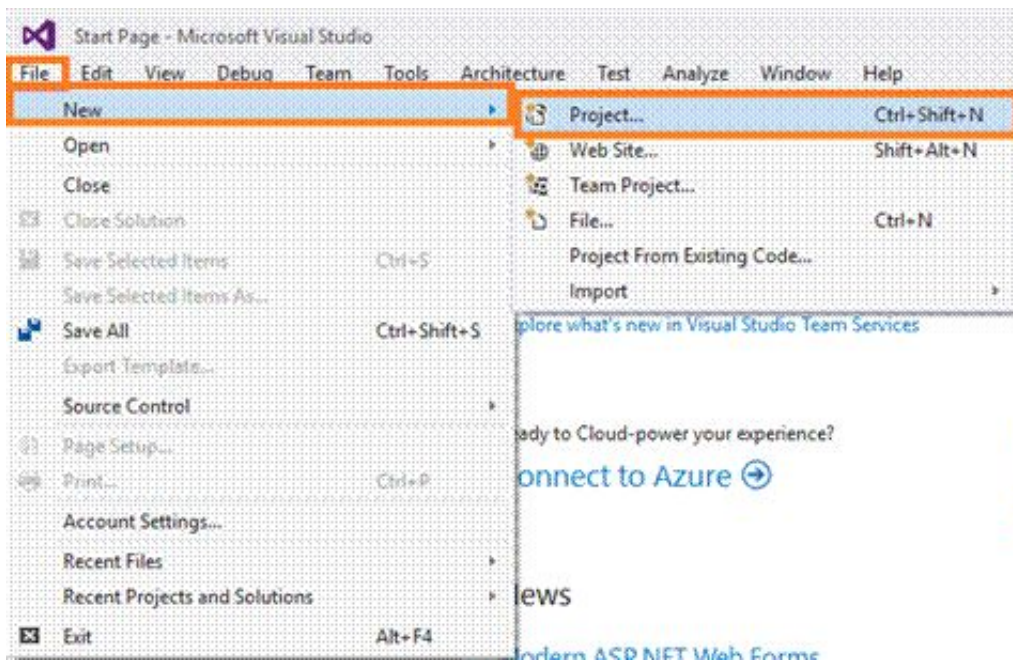 Start Page - Microsoft Visual Studio
File Edit View Debug Team Tools Architecture Test Analyze Window Help
New
Open
Close
Close Solution
Save Selected Items Ctrl+S
Save Selected Items As...
Save All Ctrl+Shift+S
Export Template...
Source Control
Page Setup...
Print... Ctrl+P
Account Settings...
Recent Files
Recent Projects and Solutions
Exit Alt+F4
Project... Ctrl+Shift+N
Web Site... Shift+Alt+N
Team Project...
File... Ctrl+N
Project From Existing Code...
Import
plore what's new in Visual Studio Team Services
ady to Cloud-power your experience?
onnect to Azure
lews
odern ASP.NET Web Forms